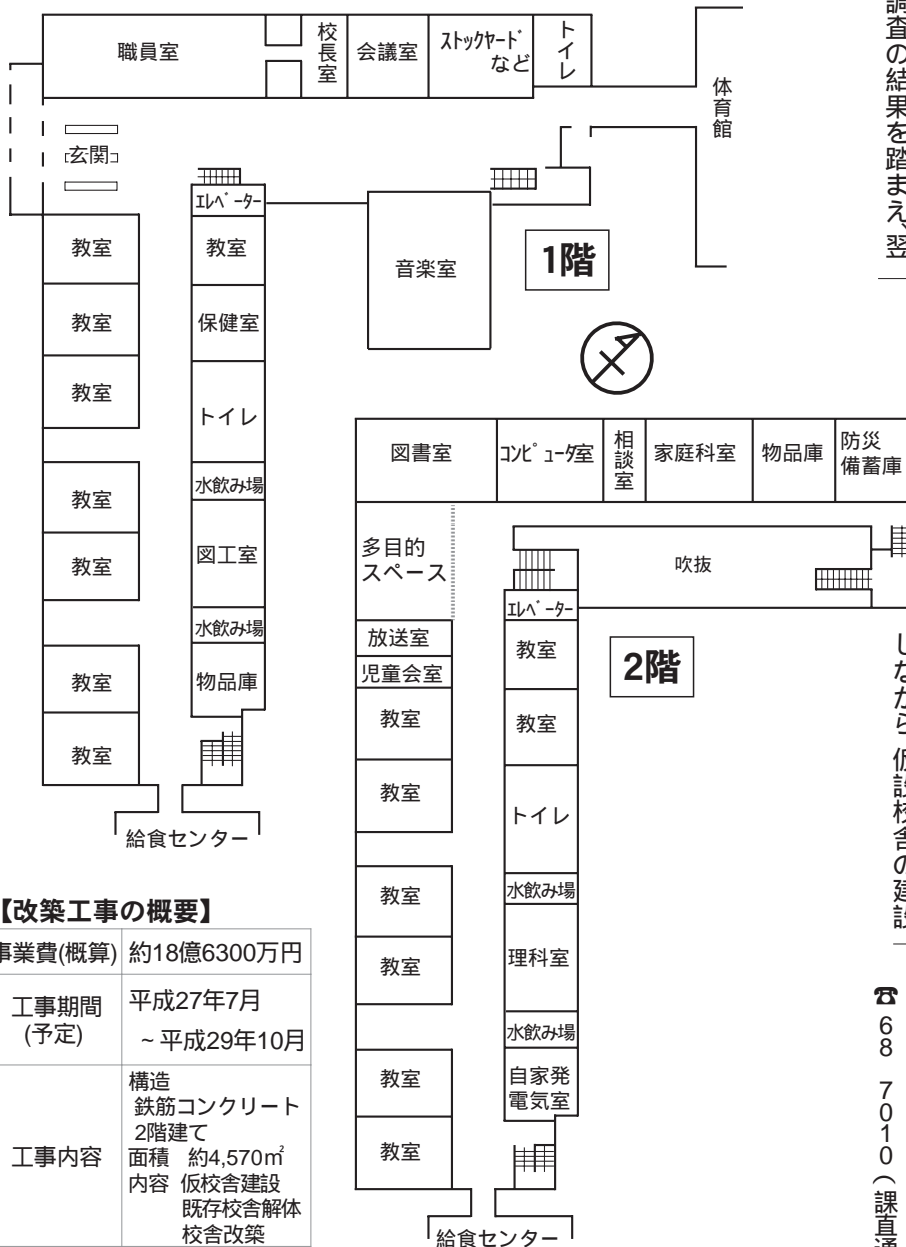 調査の結果を踏まえ、翌
職員室
校長室
会議室
ストックヤード
など
トイレ
体育館
玄関
エレベーター
教室
教室
音楽室
1階
教室
保健室
教室
トイレ
教室
水飲み場
教室
図工室
水飲み場
教室
物品庫
教室
給食センター
図書室
コンピュータ室
相談室
家庭科室
物品庫
防災
備蓄庫
多目的
スペース
吹抜
エレベーター
放送室
教室
2階
児童会室
教室
教室
教室
トイレ
教室
水飲み場
教室
理科室
水飲み場
教室
自家発
電気室
教室
給食センター
しながら 仮設校舎の建設
☎68 7010(課直通
【改築工事の概要】
事業費(概算) 約18億6300万円
工事期間
(予定)
平成27年7月
~平成29年10月
工事内容
構造
鉄筋コンクリート
2階建て
面積 約4,570㎡
内容 仮校舎建設
既存校舎解体
校舎改築